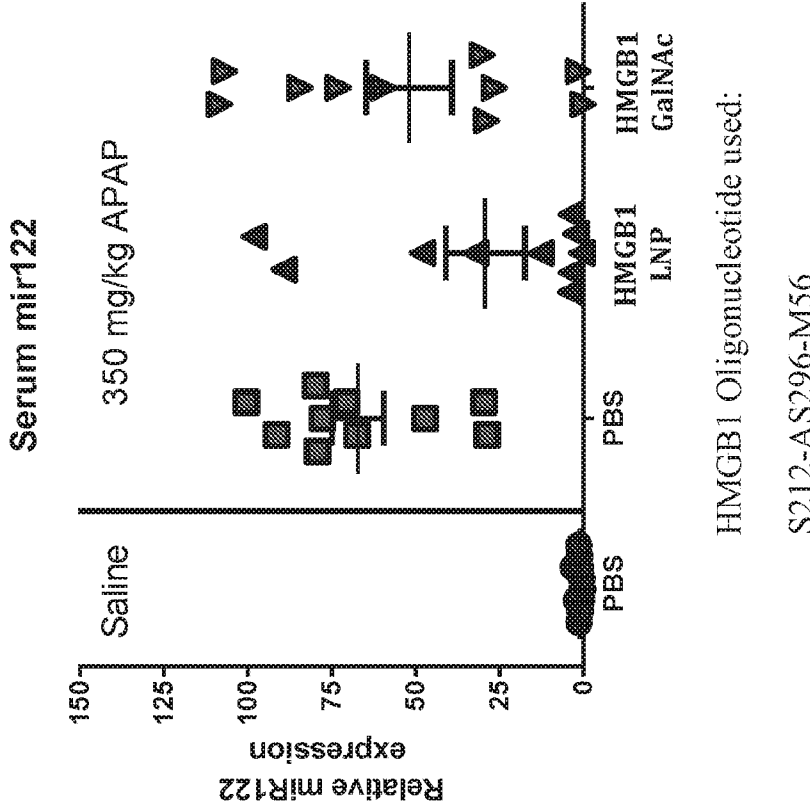 Serum mir122
Saline
350 mg/kg APAP
Relative miR122
expression
150
125
100
75
50
25
0
PBS
PBS
HMGB1
LNP
HMGB1
GalNAc
HMGB1 Oligonucleotide used:
S212-AS296-M56